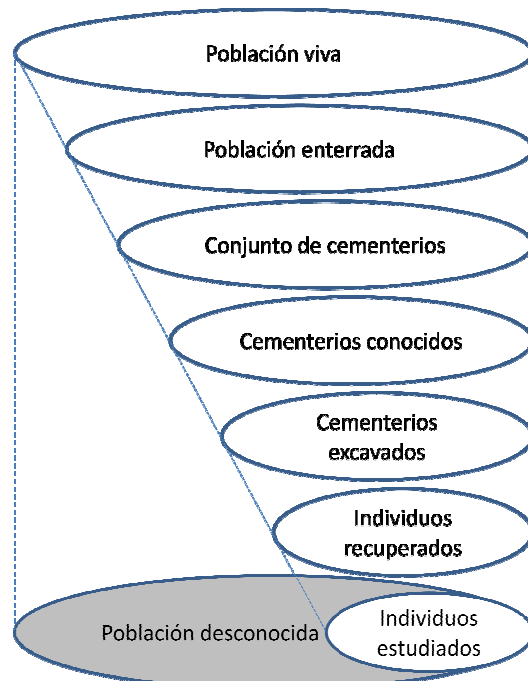 Población viva
Población enterrada
Conjunto de cementerios
Cementerios conocidos
Cementerios
excavados
Individuos
recuperados
Población desconocida
Individuos
estudiados